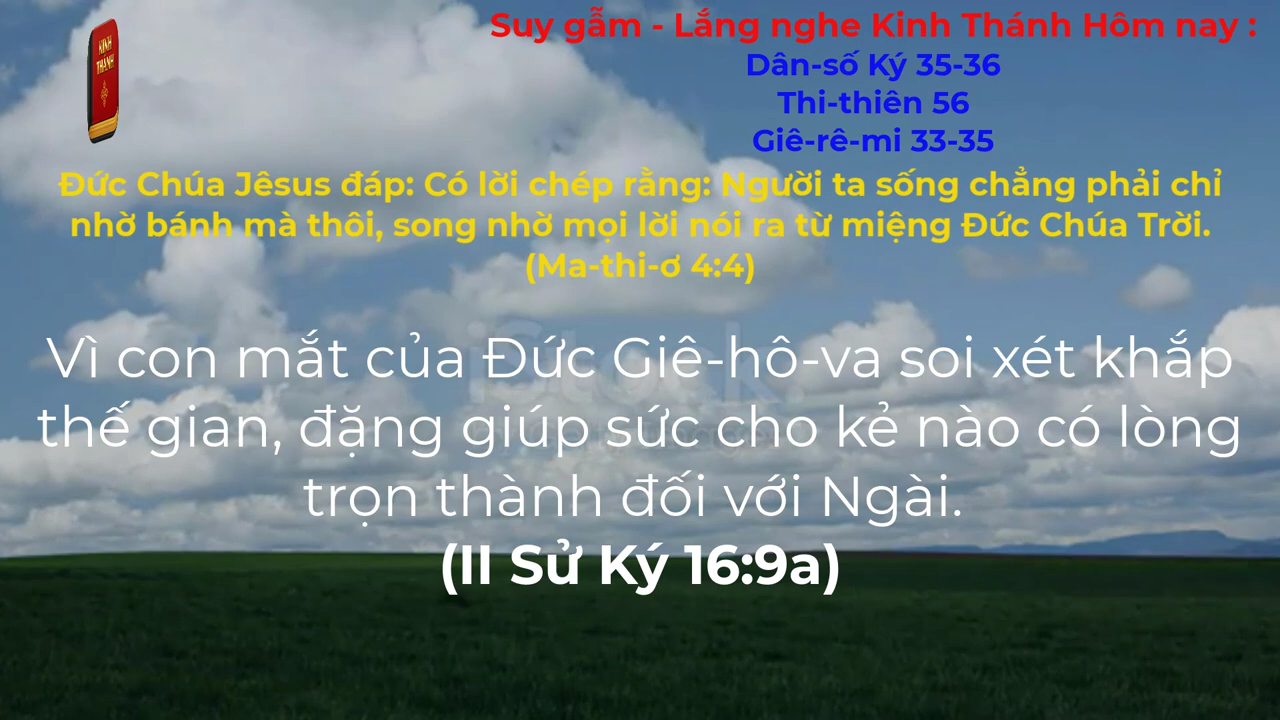 KINH
THÁNH
Suy gẫm - Lắng nghe Kinh Thánh Hôm nay :
Dân-số Ký 35-36
Thi-thiên 56
Giê-rê-mi 33-35
Đức Chúa Jêsus đáp: Có lời chép rằng: Người ta sống chẳng phải chỉ
nhờ bánh mà thôi, song nhờ mọi lời nói ra từ miệng Đức Chúa Trời.
(Ma-thi-ơ 4:4)
iStock
Vì con mắt của Đức Giê-hô-va soi xét khắp
thế gian, đặng giúp sức cho kẻ nào có lòng
trọn thành đối với Ngài.
(II Sử Ký 16:9a)